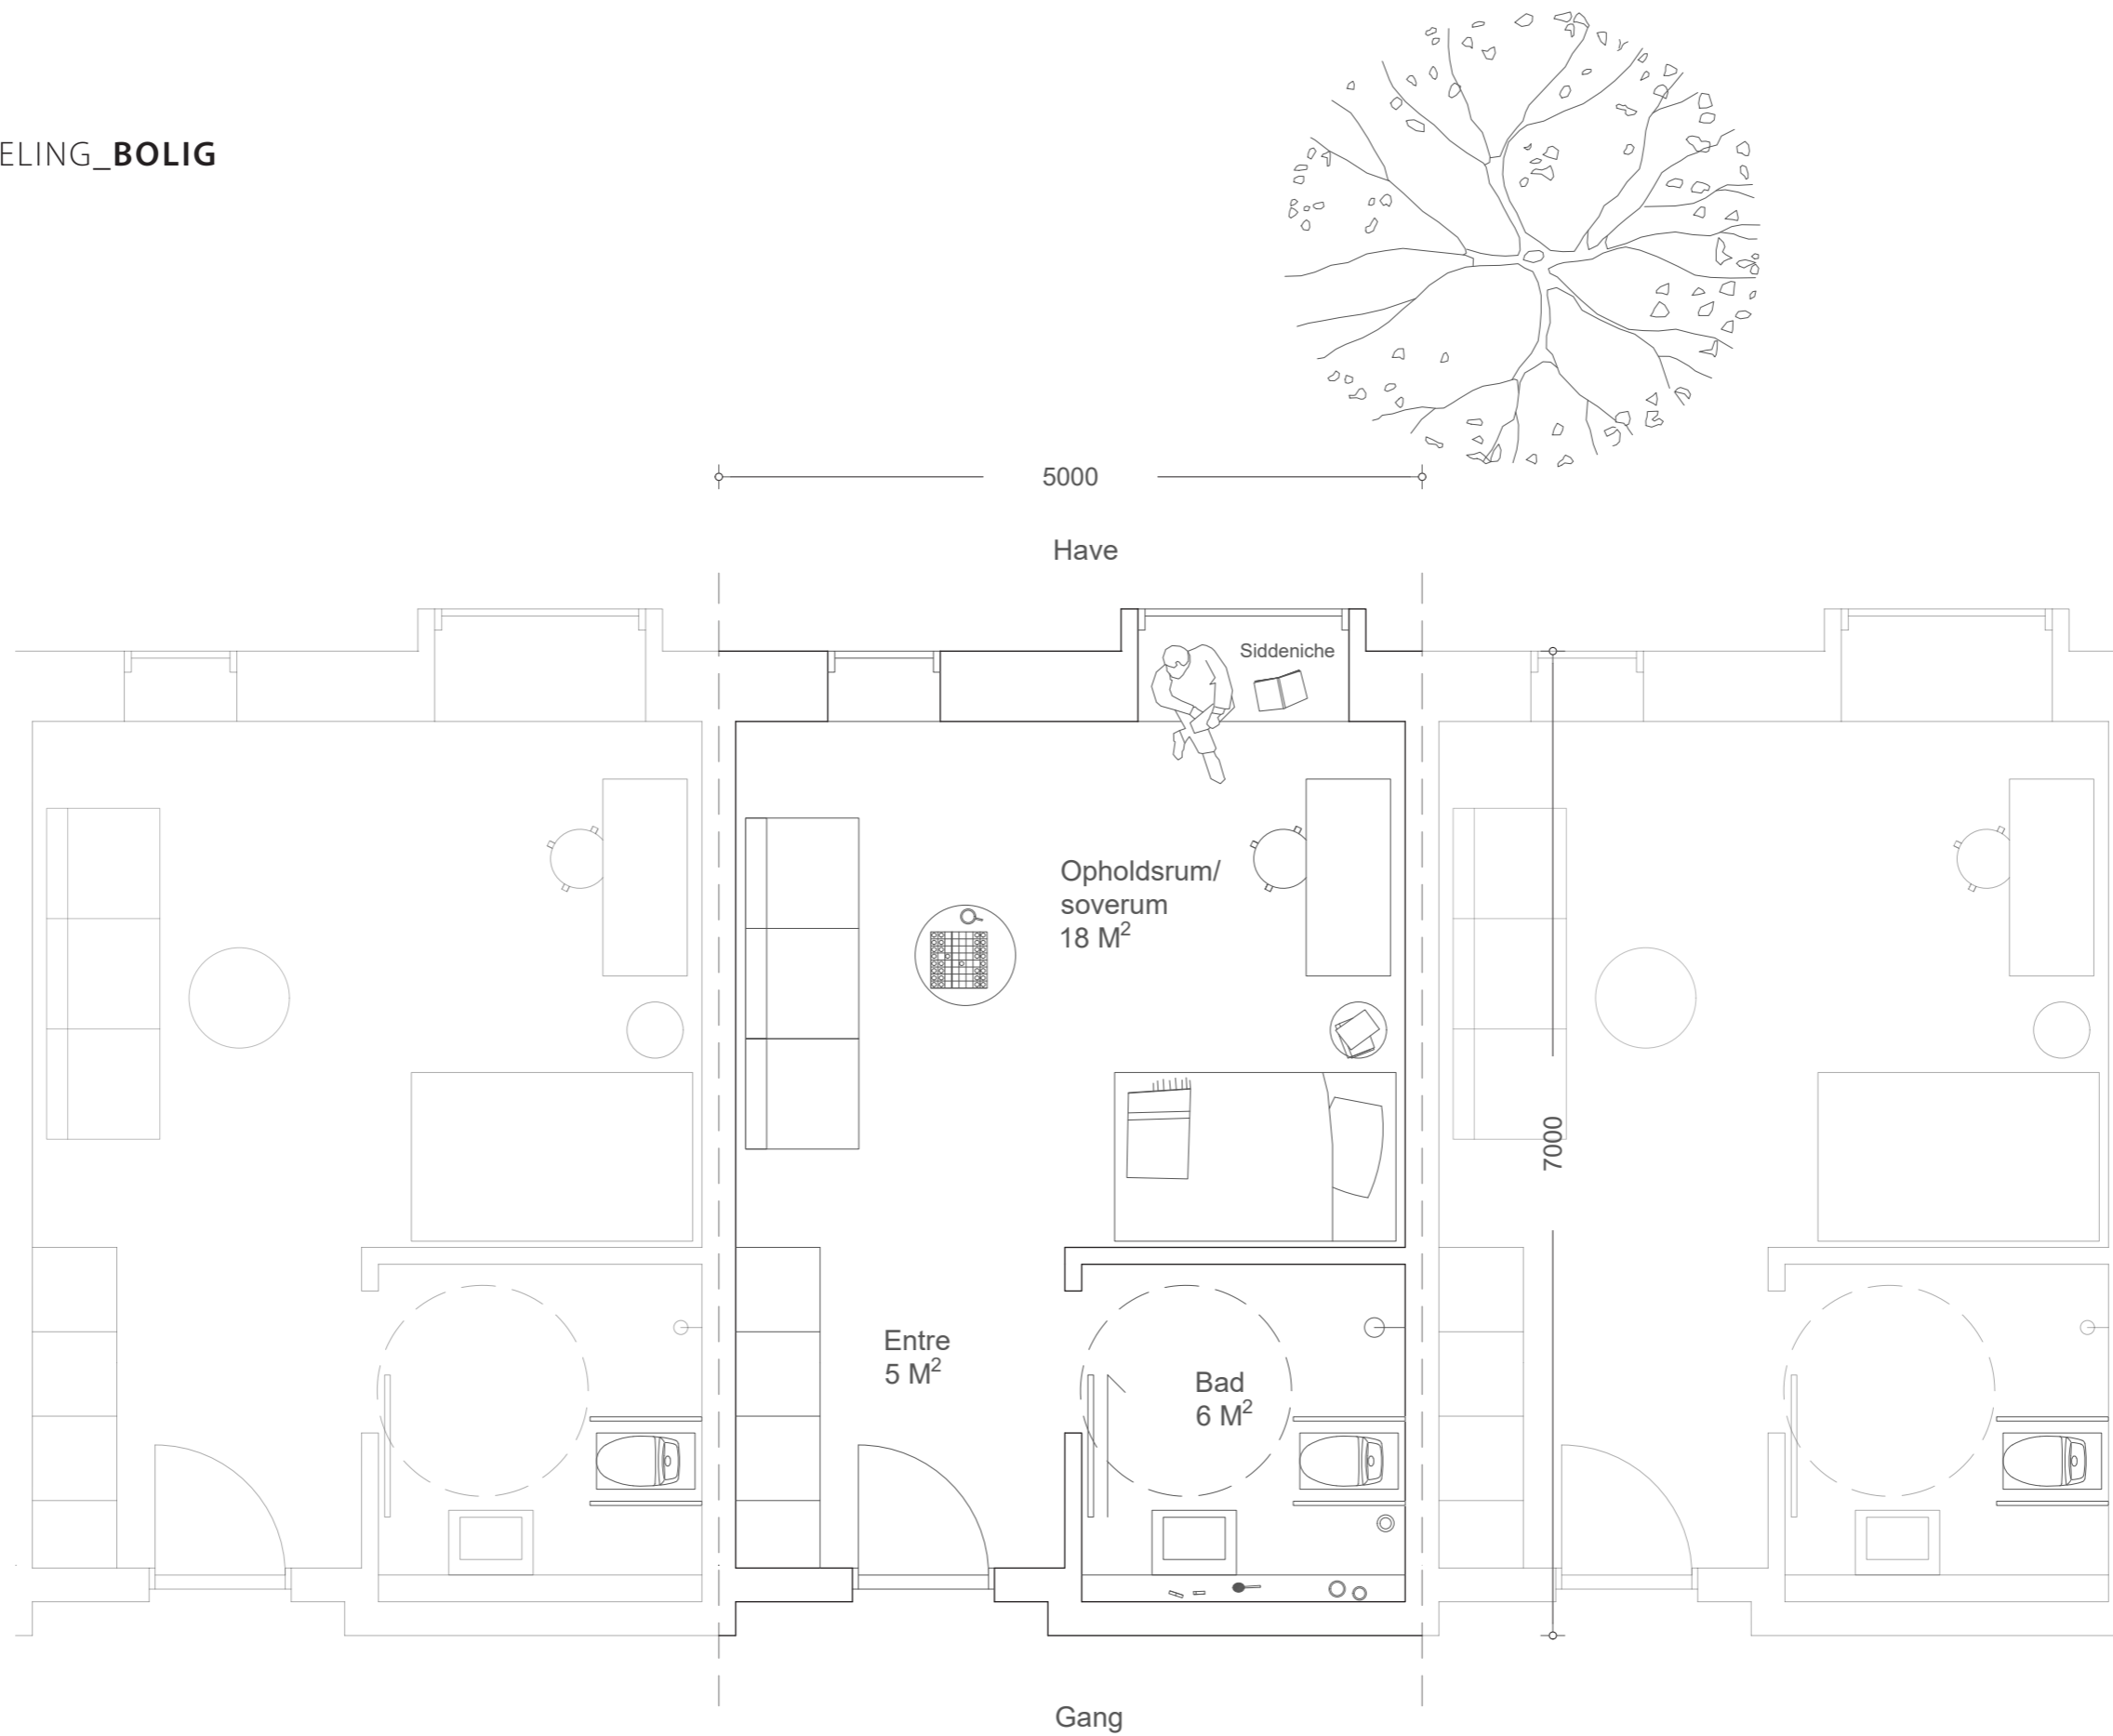 ELING_BOLIG
5000
Have
Siddeniche
Opholdsrum/
soverum
18 M²
7000
Entre
5 M²
Bad
6 M²
Gang